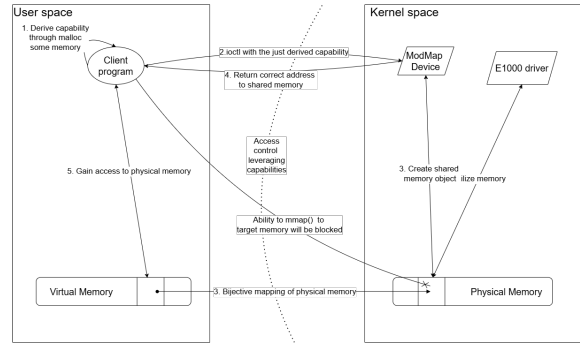 User space
Kernel space
1. Derive capability
through malloc
some memory
Client
program
2.ioctl with the just derived capability
4. Return correct address
to shared memory
ModMap
Device
E1000 driver
Access
control
leveraging
capabilities
5. Gain access to physical memory
3. Create shared
memory object
ilize memory
Ability to mmap() to
target memory will be blocked
Virtual Memory
3. Bijective mapping of physical memory
Physical Memory